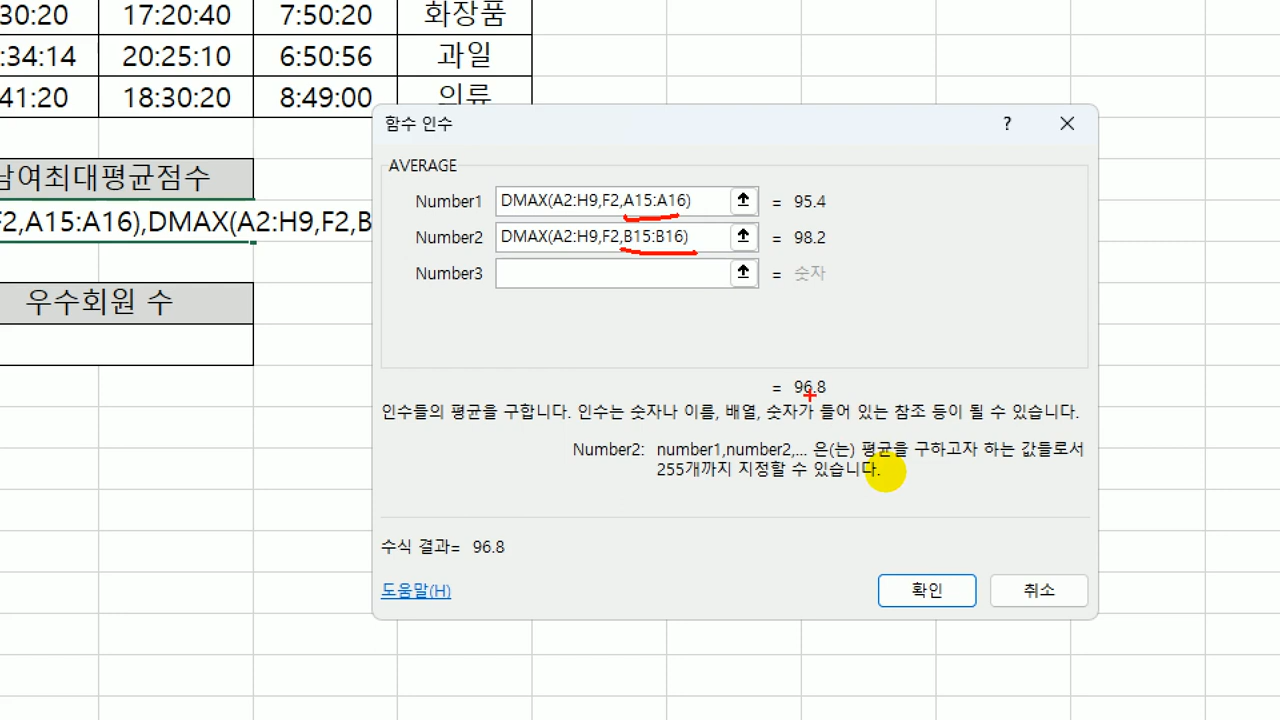 30:20 17:20:40 7:50:20 화장품
:34:14 20:25:10 6:50:56 과일
41:20 18:30:20 8:49:00 의류
남여최대평균점수
F2,A15:A16),DMAX(A2:H9,F2,B
우수회원 수
함수 인수 ?
AVERAGE
Number1 DMAX(A2:H9,F2,A15:A16) = 95.4
Number2 DMAX(A2:H9,F2,B15:B16) = 98.2
Number3 = 숫자
= 96.8
인수들의 평균을 구합니다. 인수는 숫자나 이름, 배열, 숫자가 들어 있는 참조 등이 될 수 있습니다.
Number2: number1,number2,... 은(는) 평균을 구하고자 하는 값들로서
255개까지 지정할 수 있습니다.
수식 결과= 96.8
도움말(H) 확인 취소